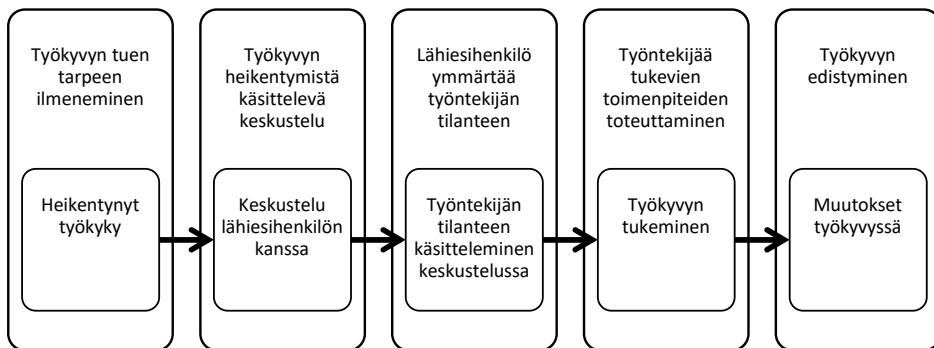 Työkyvyn tuen
tarpeen
ilmeneminen
Heikentynyt
työkyky
Työkyvyn
heikentymistä
käsittelevä
keskustelu
Keskustelu
lähiesihenkilön
kanssa
Lähiesihenkilö
ymmärtää
työntekijän
tilanteen
Työntekijän
tilanteen
käsitteleminen
keskustelussa
Työntekijää
tukevien
toimenpiteiden
toteuttaminen
Työkyvyn
tukeminen
Työkyvyn
edistyminen
Muutokset
työkyvyssä